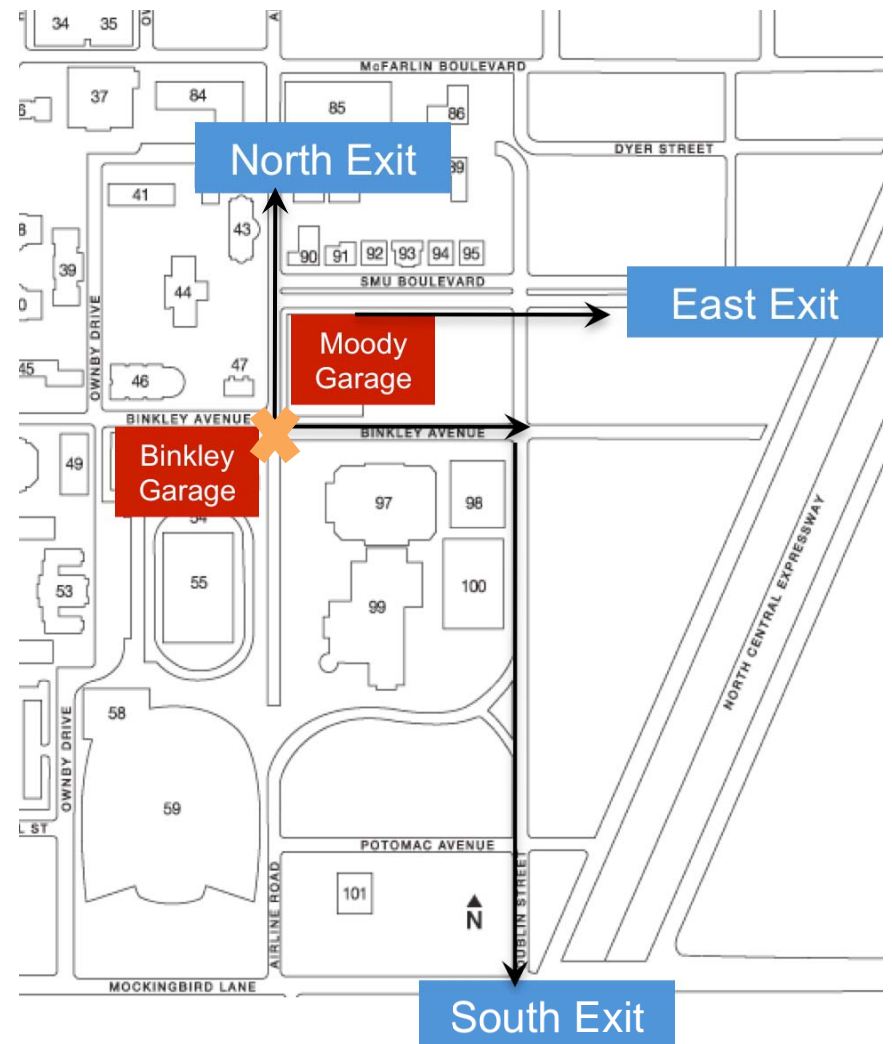 34
35
McFARLIN BOULEVARD
37
84
85
86
North Exit
DYER STREET
41
89
43
90
91
92
93
94
95
39
44
SMU BOULEVARD
East Exit
Moody
Garage
OWNBY DRIVE
45
46
47
BINKLEY AVENUE
BINKLEY AVENUE
Binkley
Garage
49
97
98
54
55
53
99
100
NORTH CENTRAL EXPRESSWAY
58
OWNBY DRIVE
59
L ST
POTOMAC AVENUE
101
N
AIRLINE ROAD
DUBLIN STREET
MOCKINGBIRD LANE
South Exit